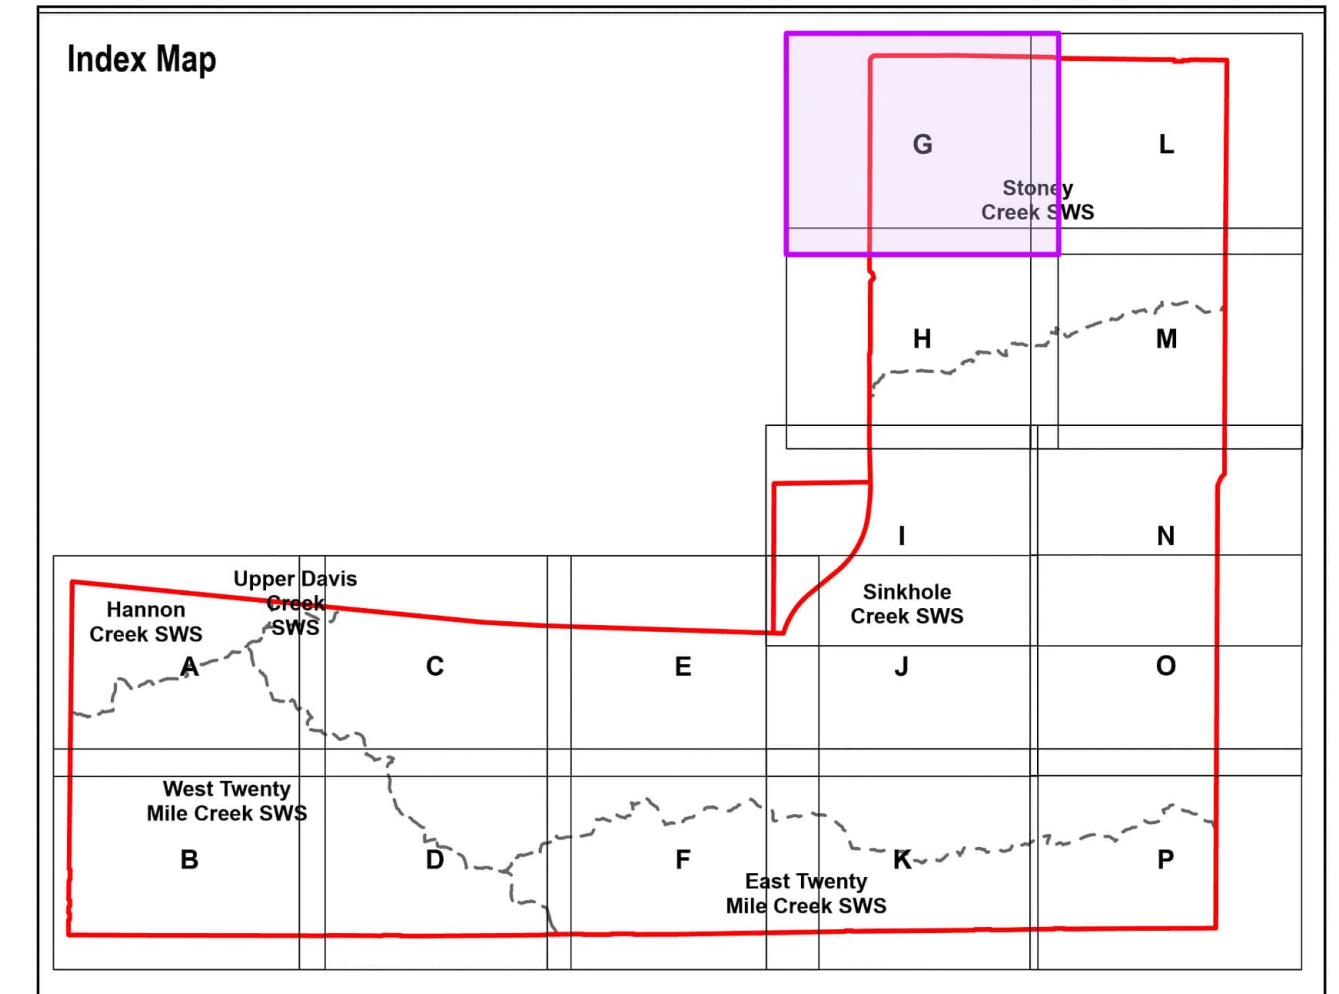 Index Map
G
L
Stoney
Creek SWS
H
M
I
N
Upper Davis
Creek
SWS
Hannon
Creek SWS
Sinkhole
Creek SWS
A
C
E
J
O
West Twenty
Mile Creek SWS
B
D
F
K
P
East Twenty
Mile Creek SWS